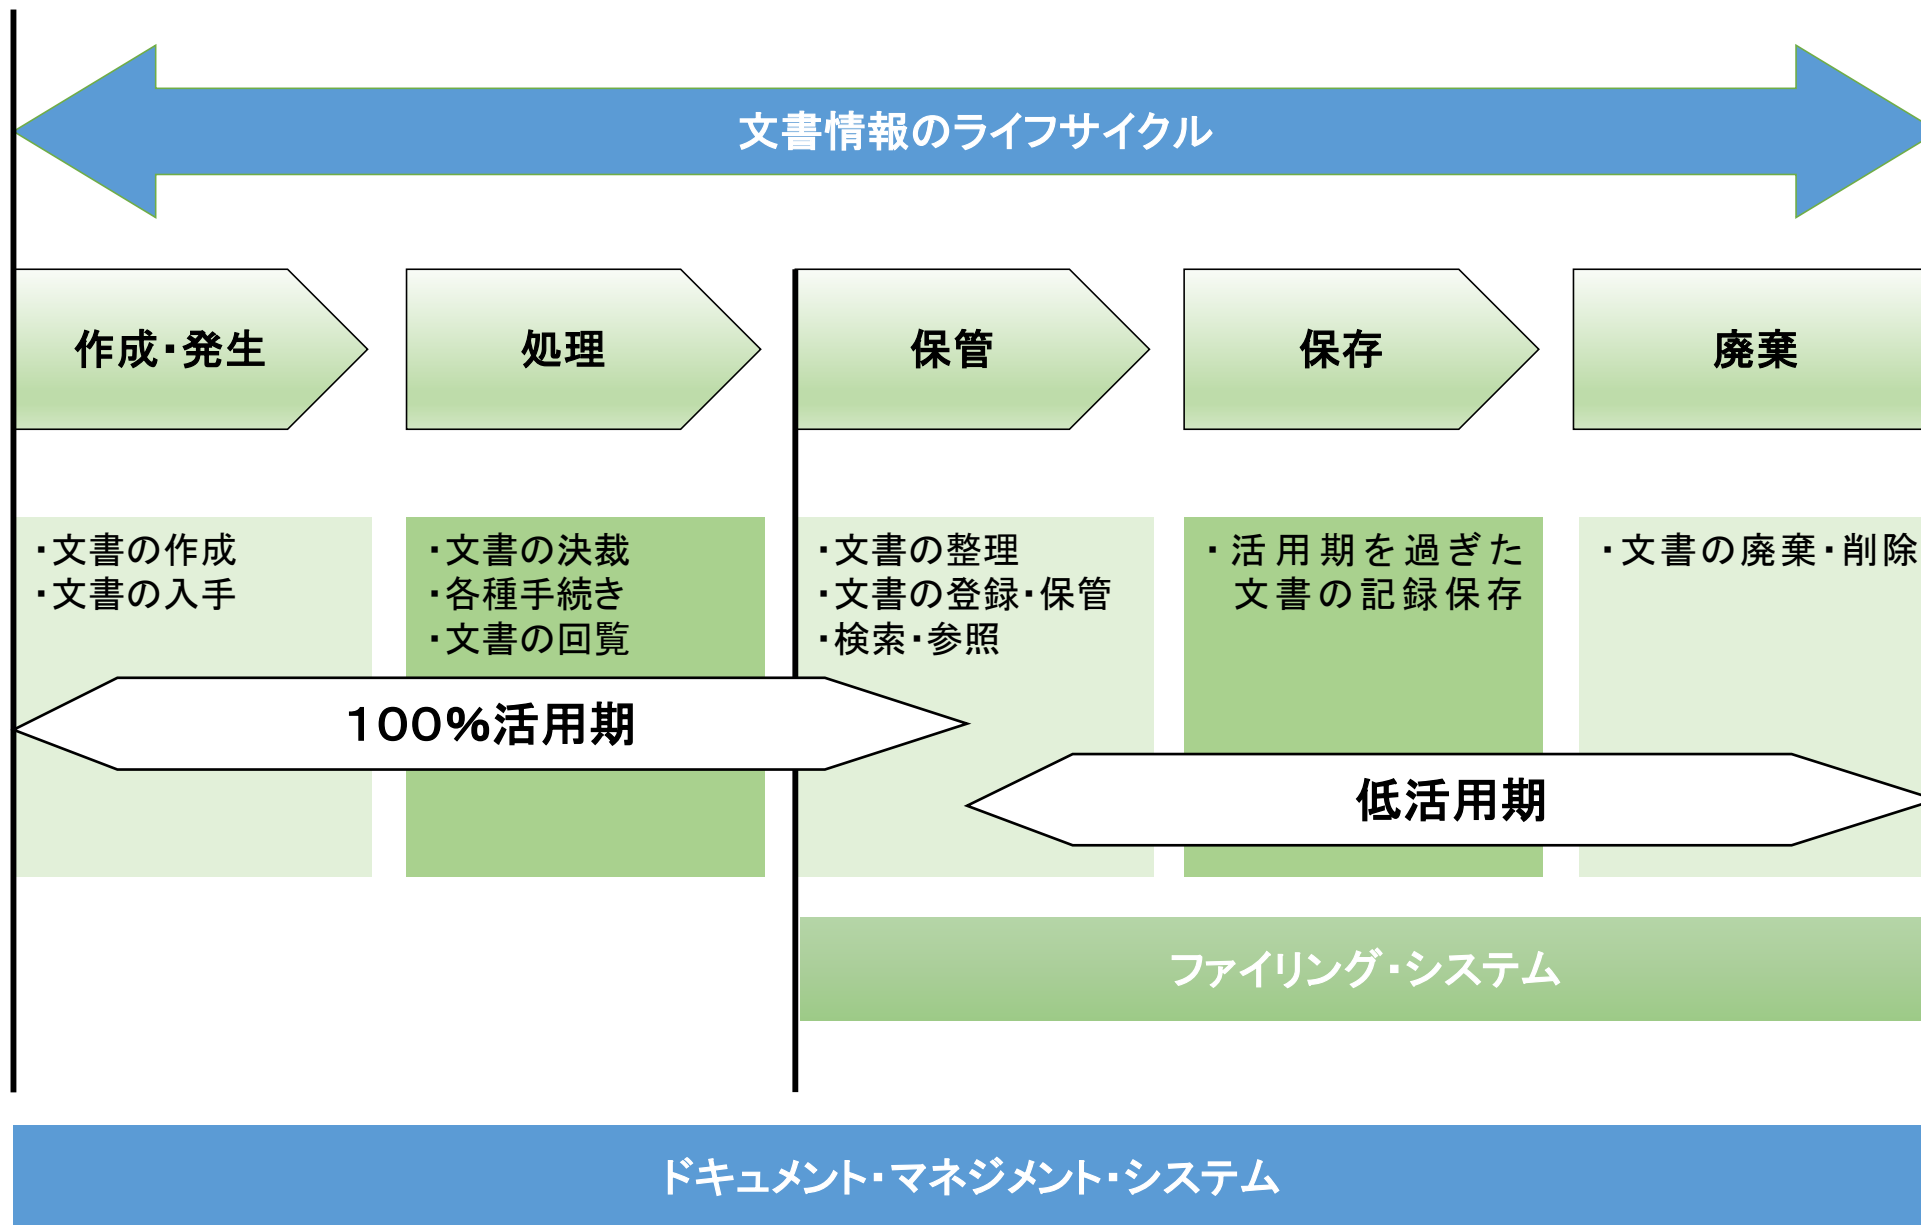 文書情報のライフサイクル
作成・発生
処理
保管
保存
廃棄
・文書の作成
・文書の入手
・文書の決裁
・各種手続き
・文書の回覧
・文書の整理
・文書の登録・保管
・検索・参照
・活用期を過ぎた
文書の記録保存
・文書の廃棄・削除
100%活用期
低活用期
ファイリング・システム
ドキュメント・マネジメント・システム